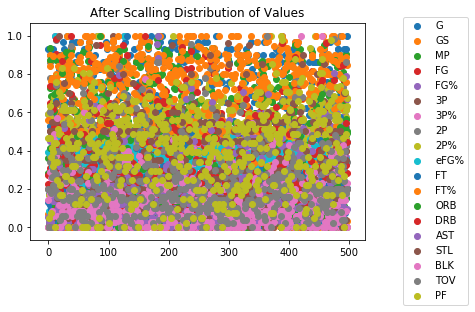 After Scalling Distribution of Values
1.0
0.8
0.6
0.4
0.2
0.0
0
100
200
300
400
500
G
GS
MP
FG
FG%
3P
3P%
2P
2P%
eFG%
FT
FT%
ORB
DRB
AST
STL
BLK
TOV
PF